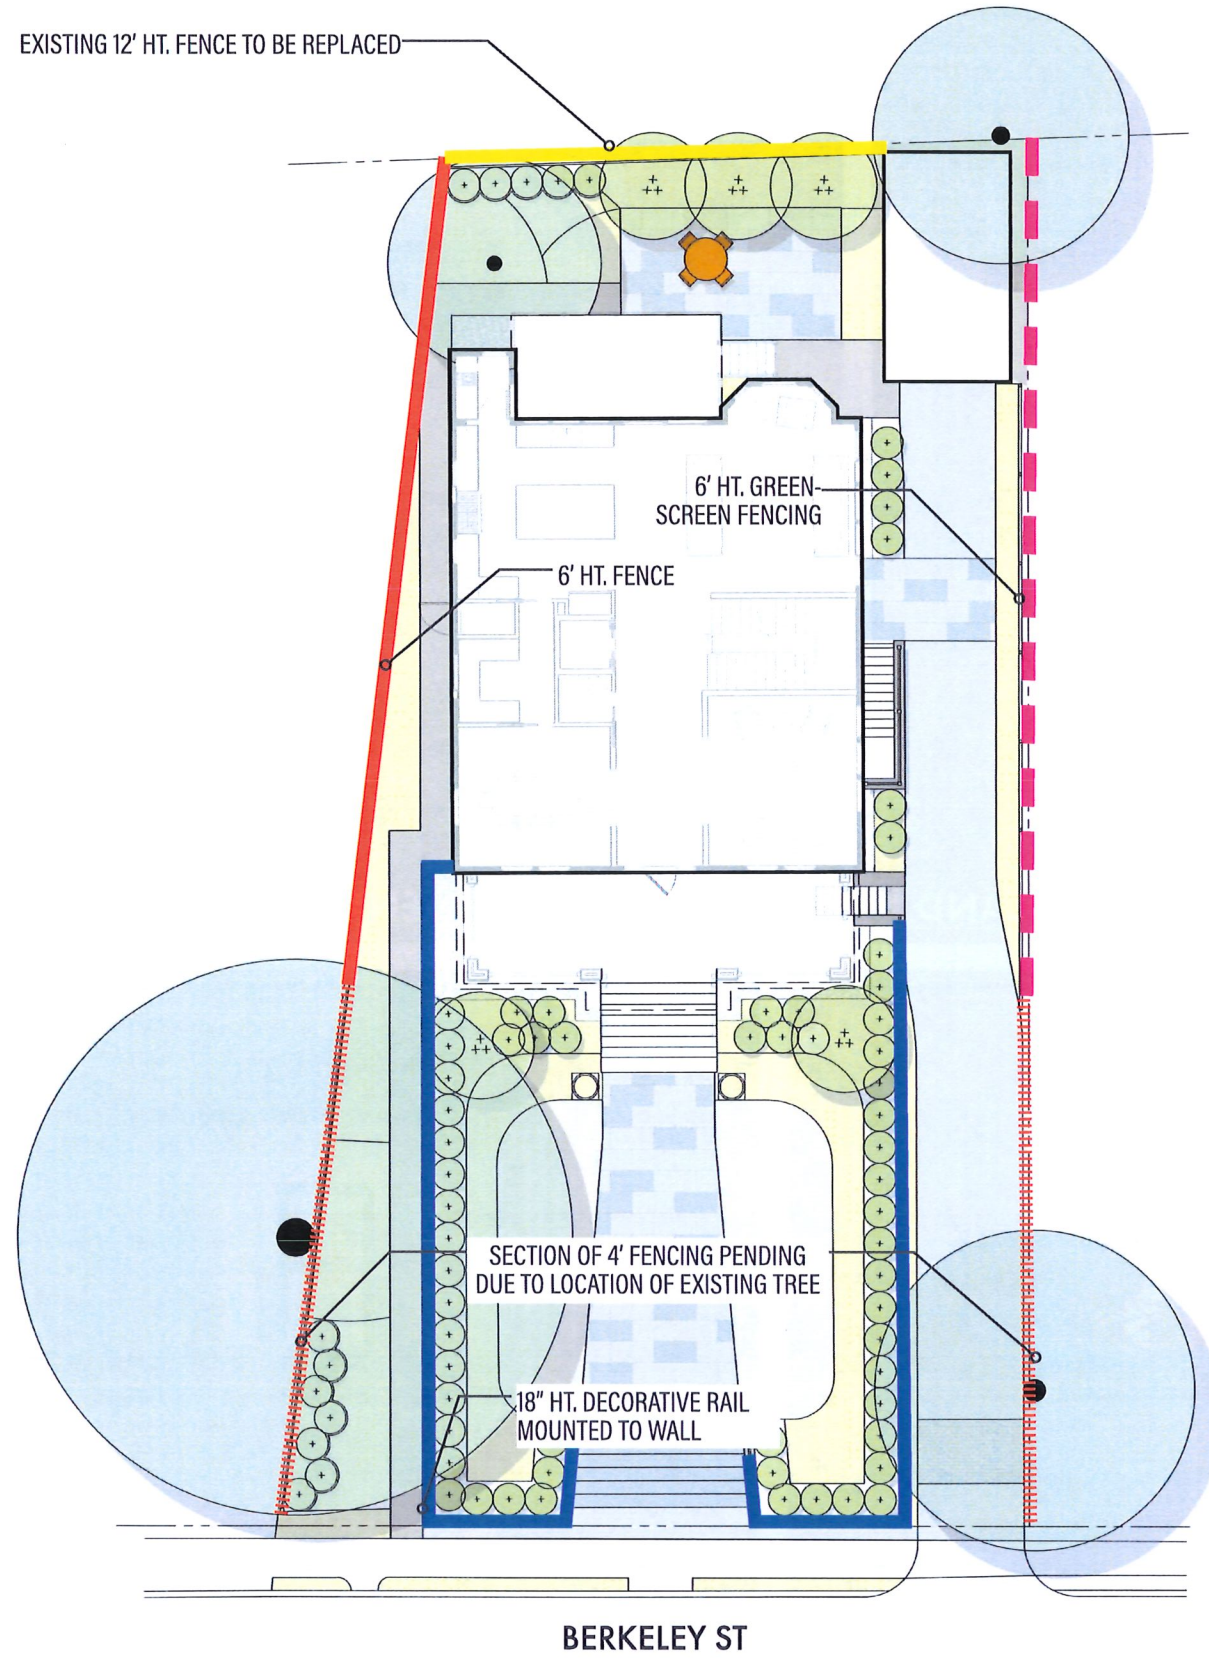 EXISTING 12' HT. FENCE TO BE REPLACED
6' HT. GREEN-
SCREEN FENCING
6' HT. FENCE
SECTION OF 4' FENCING PENDING
DUE TO LOCATION OF EXISTING TREE
18" HT. DECORATIVE RAIL
MOUNTED TO WALL
BERKELEY ST